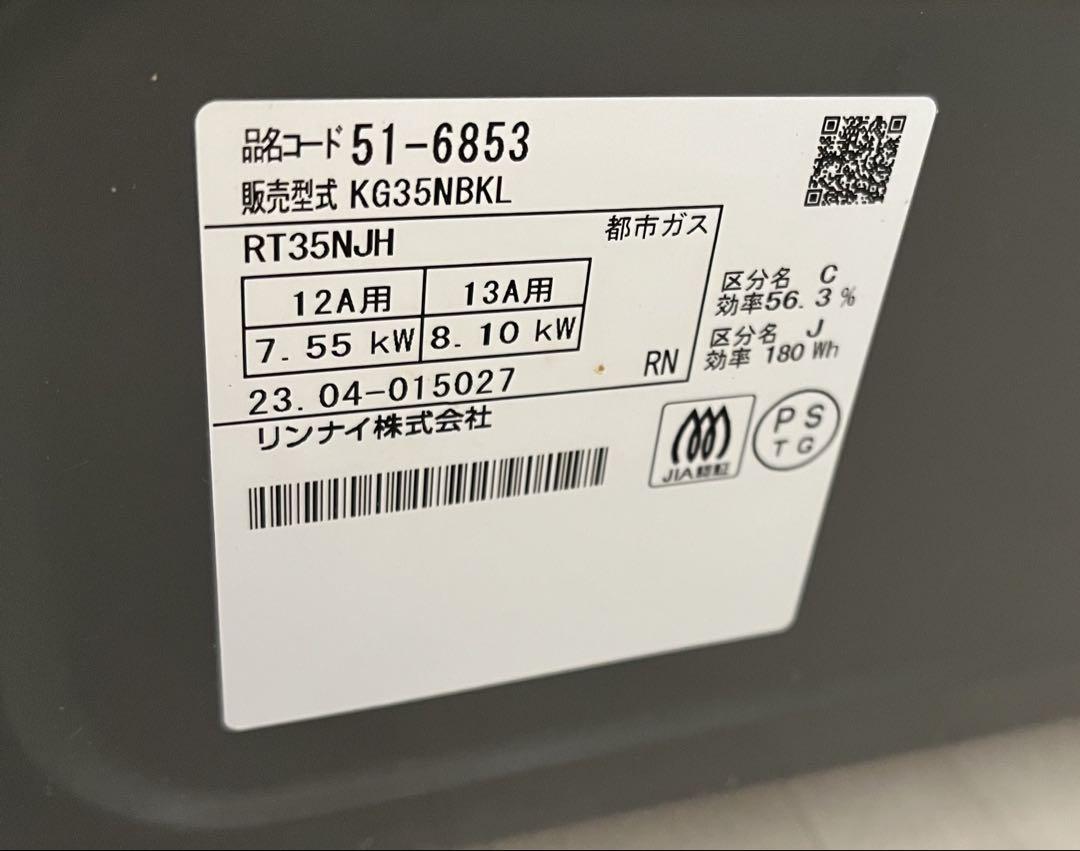 品名コード 51-6853
販売型式 KG35NBKL
RT35NJH 都市ガス
12A用 13A用
7.55 kW 8.10 kW
23.04-015027 RN
リンナイ株式会社
区分名 C
効率56.3 %
区分名 J
効率 180 Wh
JIA認証
PS
TG